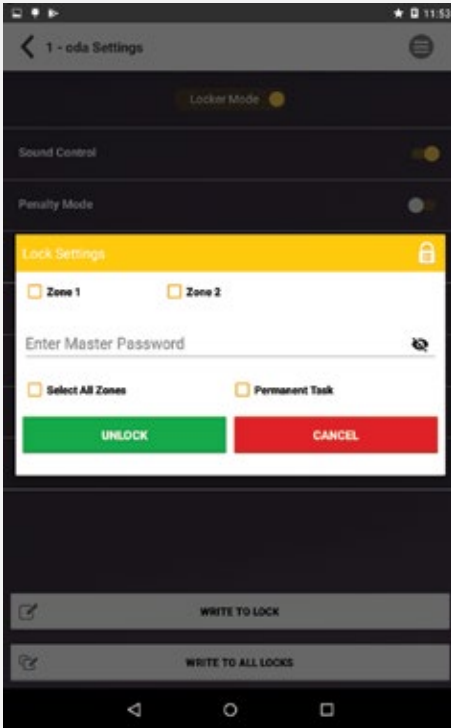 11:53
1 - oda Settings
Locker Mode
Sound Control
Penalty Mode
Lock Settings
Zone 1 Zone 2
Enter Master Password
Select All Zones Permanent Task
UNLOCK CANCEL
WRITE TO LOCK
WRITE TO ALL LOCKS